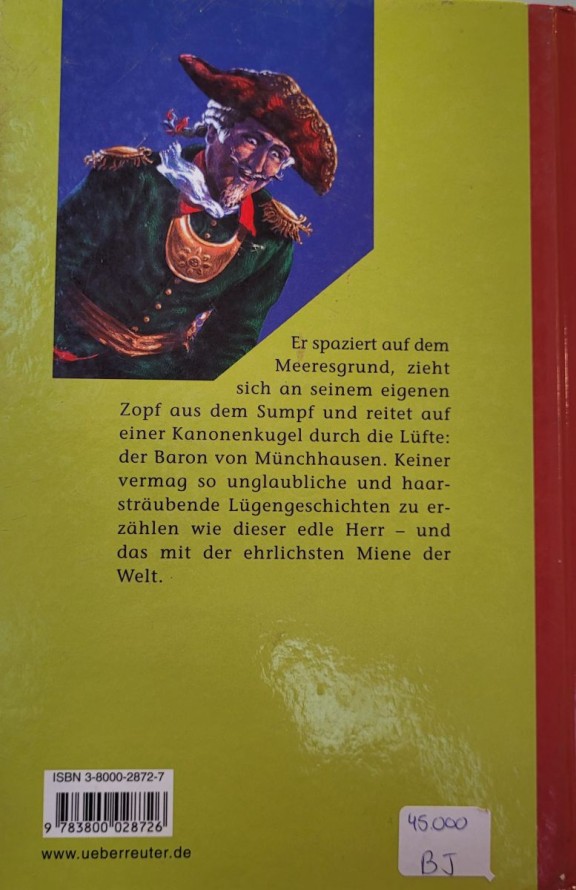 Er spaziert auf dem
Meeresgrund, zieht
sich an seinem eigenen
Zopf aus dem Sumpf und reitet auf
einer Kanonenkugel durch die Lüfte:
der Baron von Münchhausen. Keiner
vermag so unglaubliche und haar-
sträubende Lügengeschichten zu er-
zählen wie dieser edle Herr – und
das mit der ehrlichsten Miene der
Welt.
ISBN 3-8000-2872-7
9 783800 028726
www.ueberreuter.de
45.000
BJ